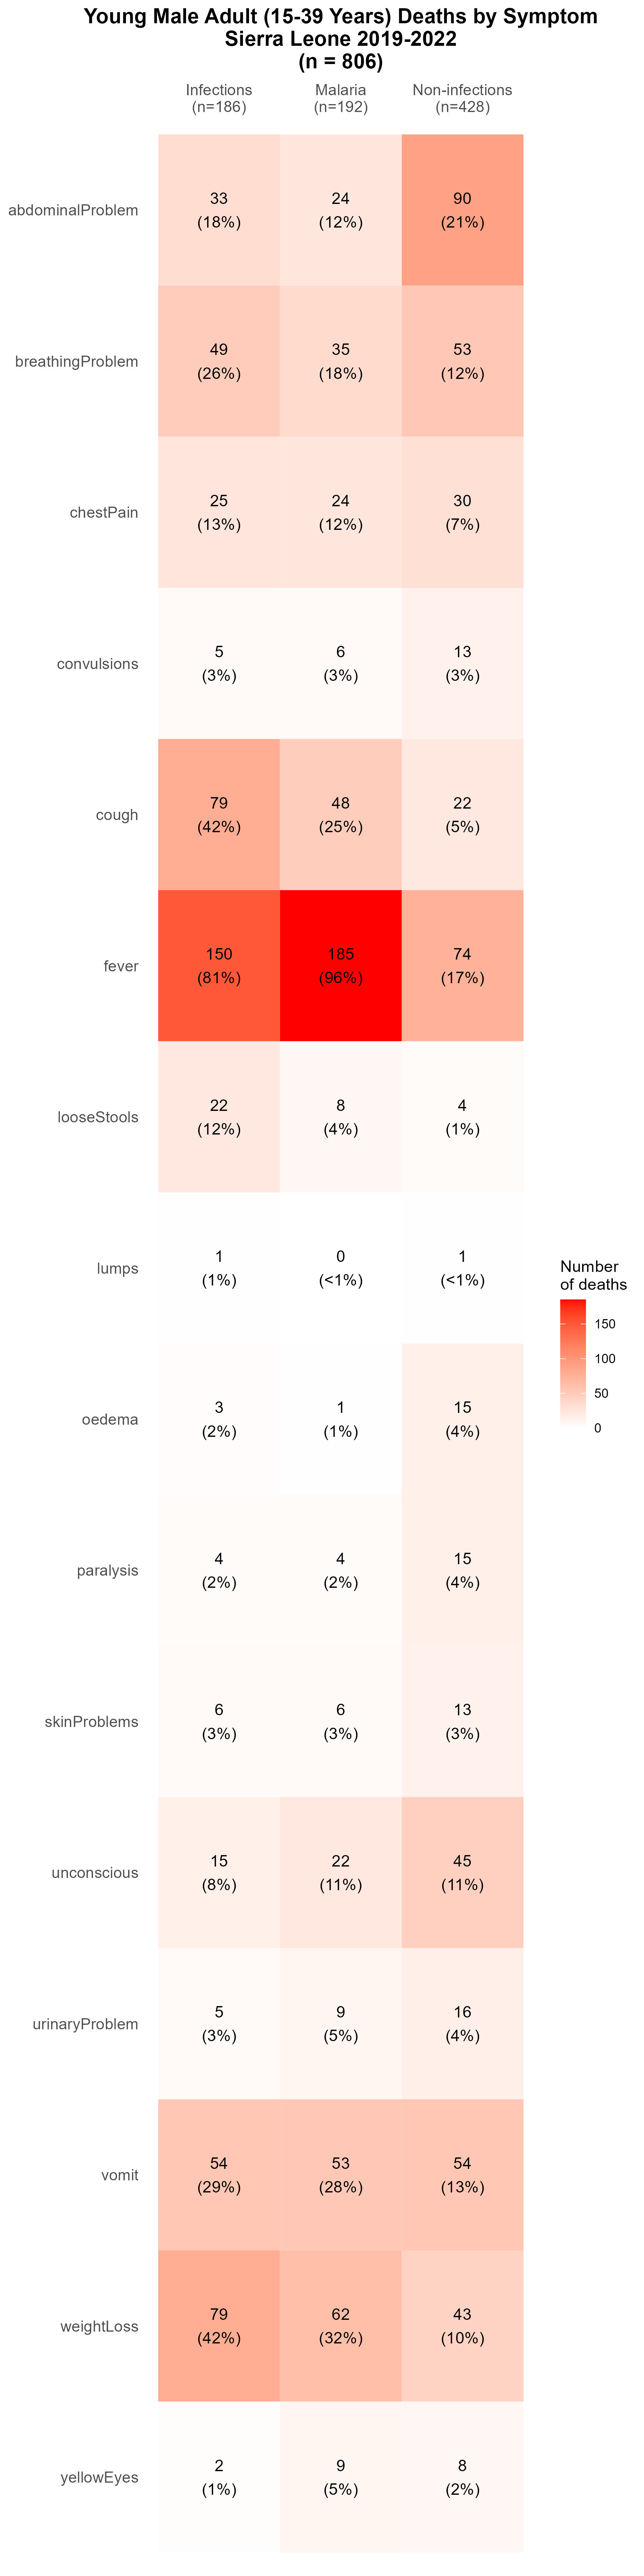 Young Male Adult (15-39 Years) Deaths by Symptom
Sierra Leone 2019-2022
(n = 806)
Infections Malaria Non-infections
(n=186) (n=192) (n=428)
abdominalProblem
33 24 90
(18%) (12%) (21%)
breathingProblem
49 35 53
(26%) (18%) (12%)
chestPain
25 24 30
(13%) (12%) (7%)
convulsions
5 6 13
(3%) (3%) (3%)
cough
79 48 22
(42%) (25%) (5%)
fever
150 185 74
(81%) (96%) (17%)
looseStools
22 8 4
(12%) (4%) (1%)
lumps
1 0 1
(1%) (<1%) (<1%)
Number
of deaths
150
100
50
0
oedema
3 1 15
(2%) (1%) (4%)
paralysis
4 4 15
(2%) (2%) (4%)
skinProblems
6 6 13
(3%) (3%) (3%)
unconscious
15 22 45
(8%) (11%) (11%)
urinaryProblem
5 9 16
(3%) (5%) (4%)
vomit
54 53 54
(29%) (28%) (13%)
weightLoss
79 62 43
(42%) (32%) (10%)
yellowEyes
2 9 8
(1%) (5%) (2%)